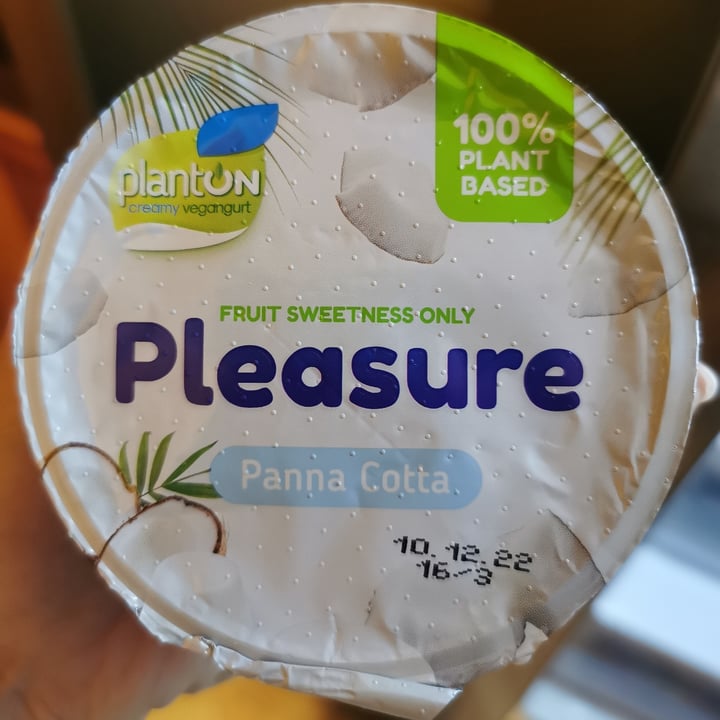 plantON
creamy vegangurt
100%
PLANT
BASED
FRUIT SWEETNESS ONLY
Pleasure
Panna Cotta
10.12.22
16-3